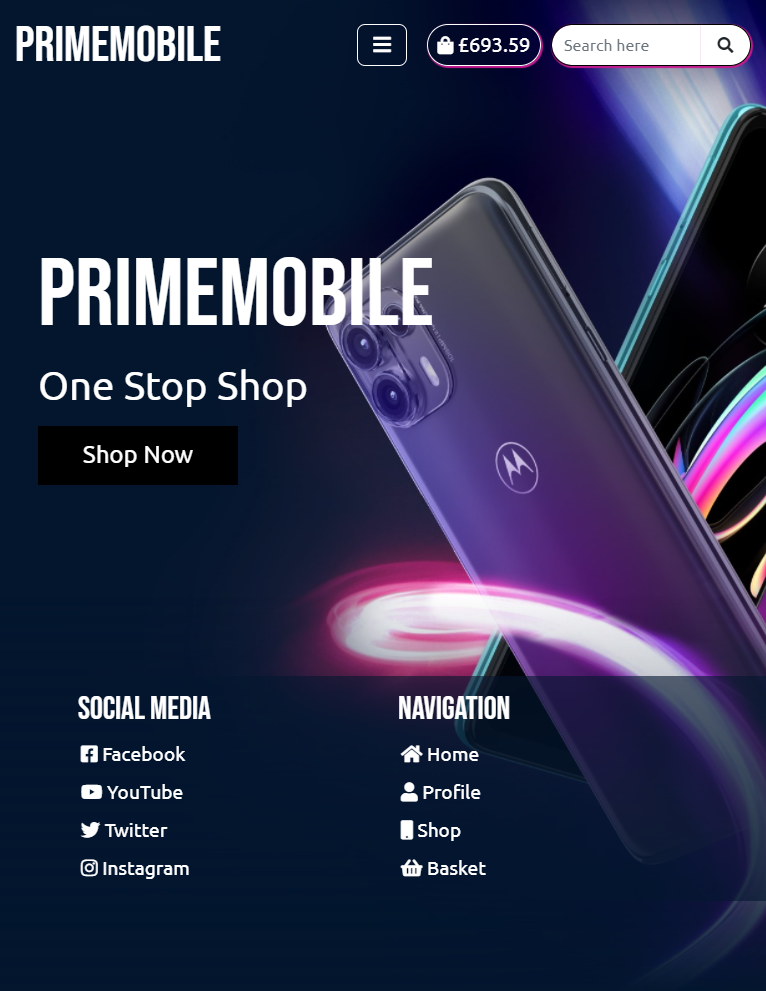 PRIMEMOBILE
£693.59
Search here
PRIMEMOBILE
One Stop Shop
Shop Now
SOCIAL MEDIA
Facebook
YouTube
Twitter
Instagram
NAVIGATION
Home
Profile
Shop
Basket